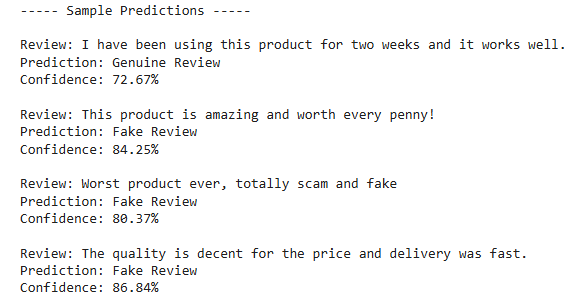 ----- Sample Predictions -----
Review: I have been using this product for two weeks and it works well.
Prediction: Genuine Review
Confidence: 72.67%
Review: This product is amazing and worth every penny!
Prediction: Fake Review
Confidence: 84.25%
Review: Worst product ever, totally scam and fake
Prediction: Fake Review
Confidence: 80.37%
Review: The quality is decent for the price and delivery was fast.
Prediction: Fake Review
Confidence: 86.84%